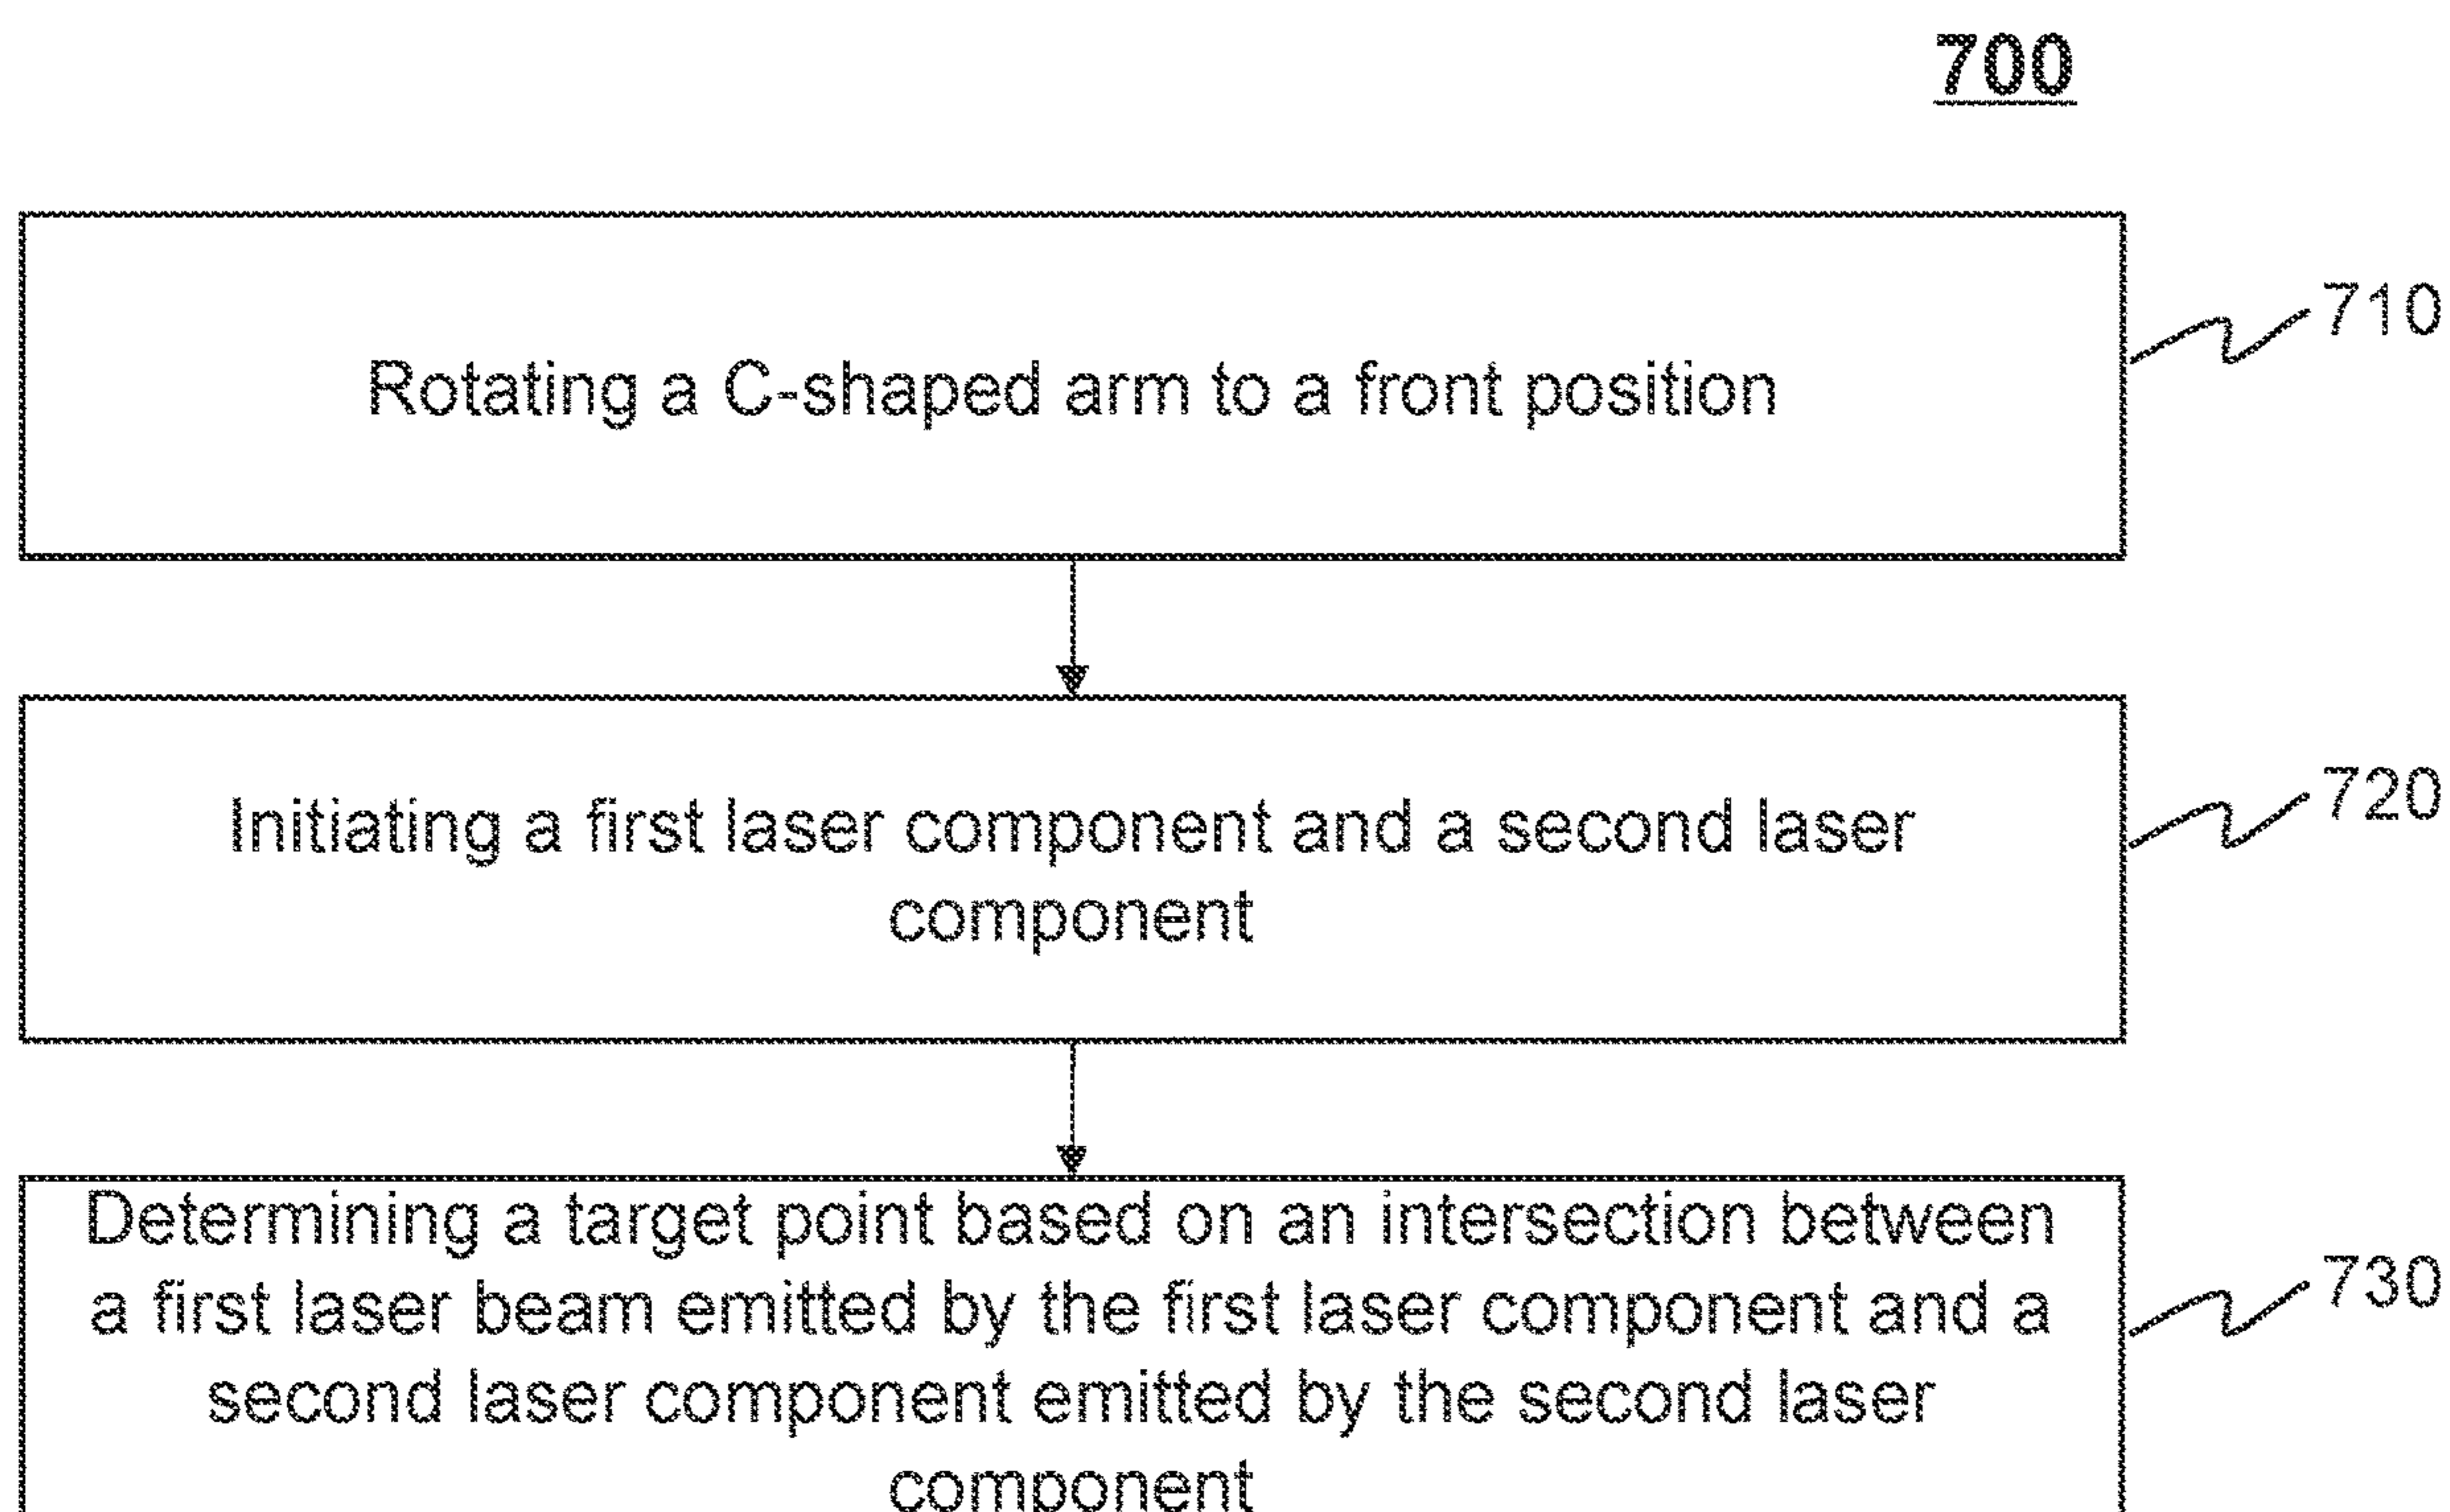 700
Rotating a C-shaped arm to a front position
710
Initiating a first laser component and a second laser
component
720
Determining a target point based on an intersection between
a first laser beam emitted by the first laser component and a
second laser component emitted by the second laser
component
730